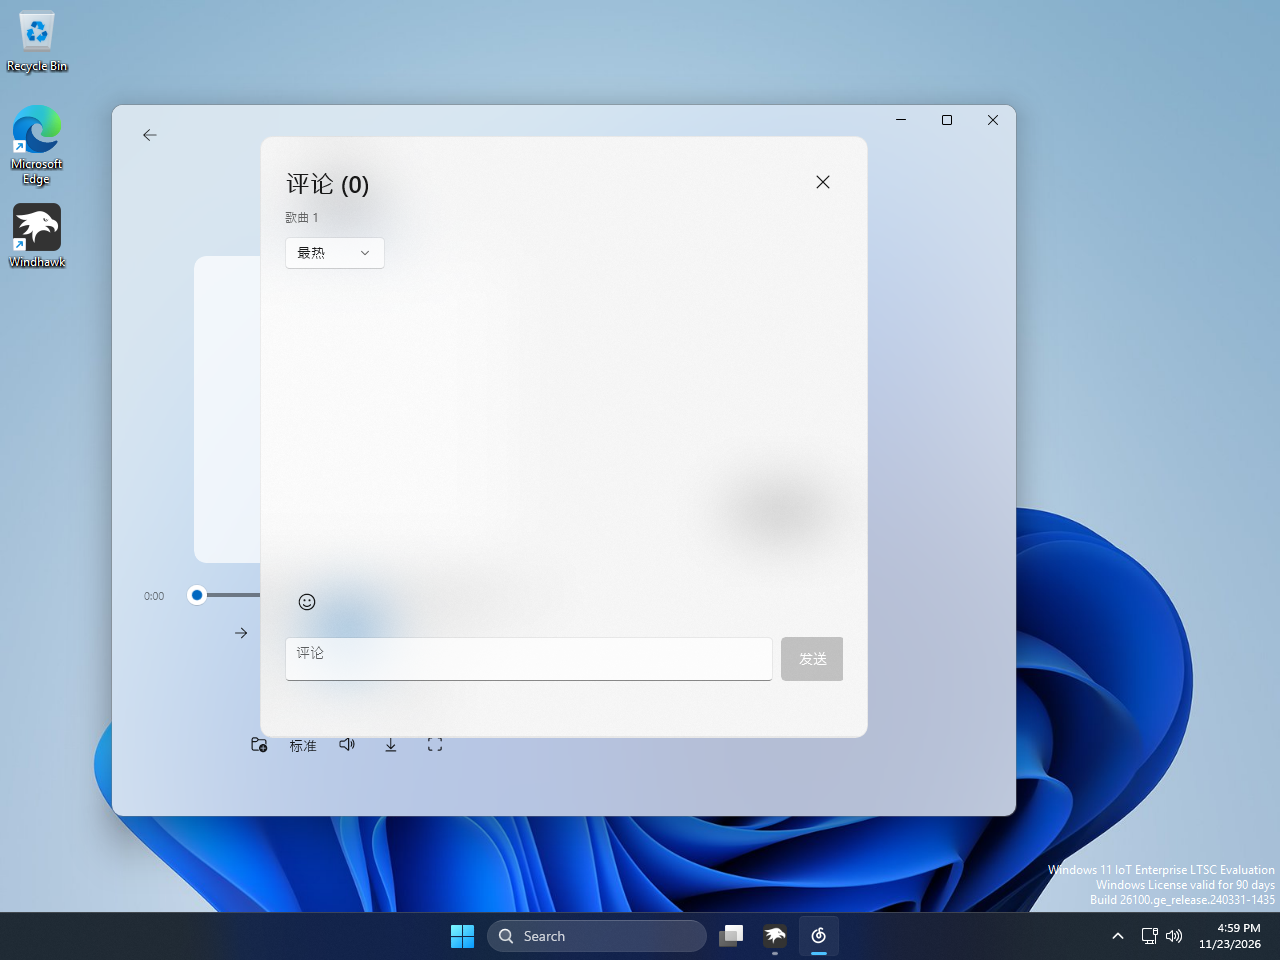 Recycle Bin
Microsoft
Edge
Windhawk
评论 (0)
歌曲 1
最热
0:00
评论
发送
标准
Windows 11 IoT Enterprise LTSC Evaluation
Windows License valid for 90 days
Build 26100.ge_release.240331-1435
Search
4:59 PM
11/23/2026